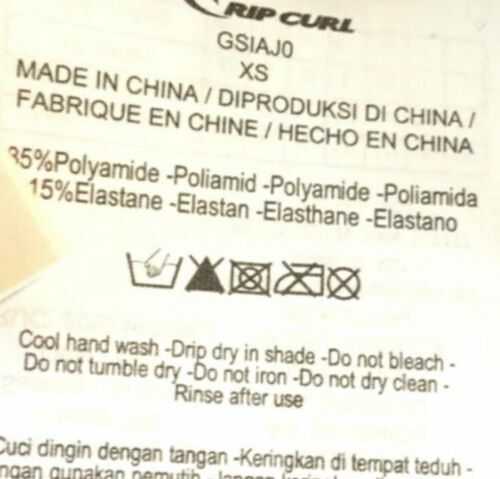 RIP CURL
GSIAJ0
XS
MADE IN CHINA / DIPRODUKSI DI CHINA /
FABRIQUE EN CHINE / HECHO EN CHINA
85%Polyamide -Poliamid -Polyamide -Poliamida
15%Elastane -Elastan -Elasthane -Elastano
Cool hand wash -Drip dry in shade -Do not bleach -
Do not tumble dry -Do not iron -Do not dry clean -
Rinse after use
Cuci dingin dengan tangan -Keringkan di tempat teduh -
gunakan pemutih